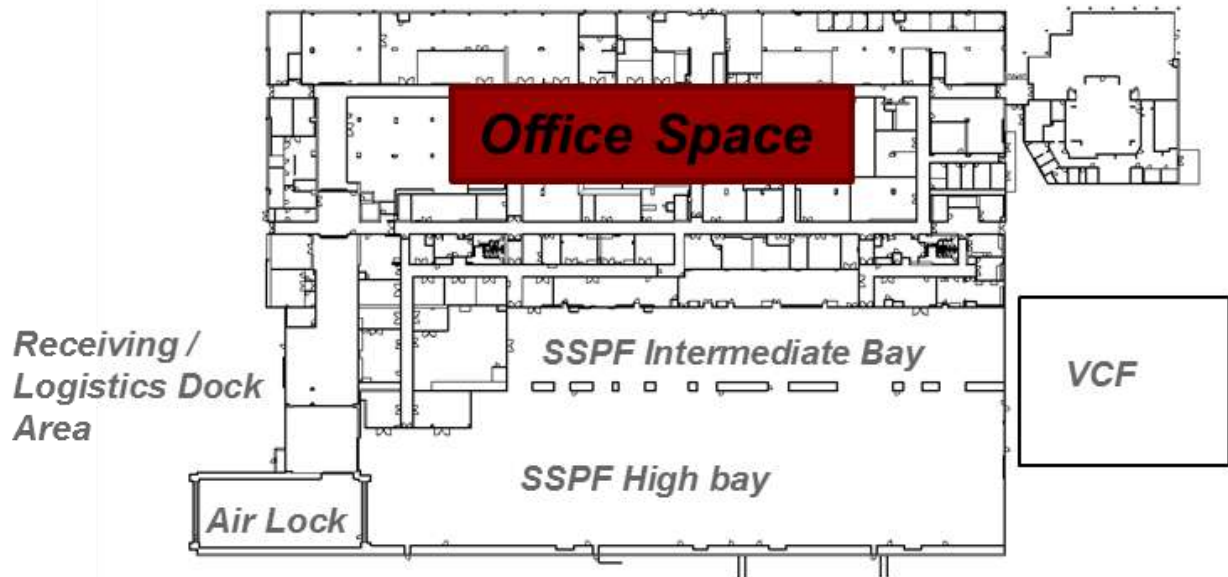 Office Space
SSPF Intermediate Bay
VCF
Receiving /
Logistics Dock
Area
SSPF High bay
Air Lock